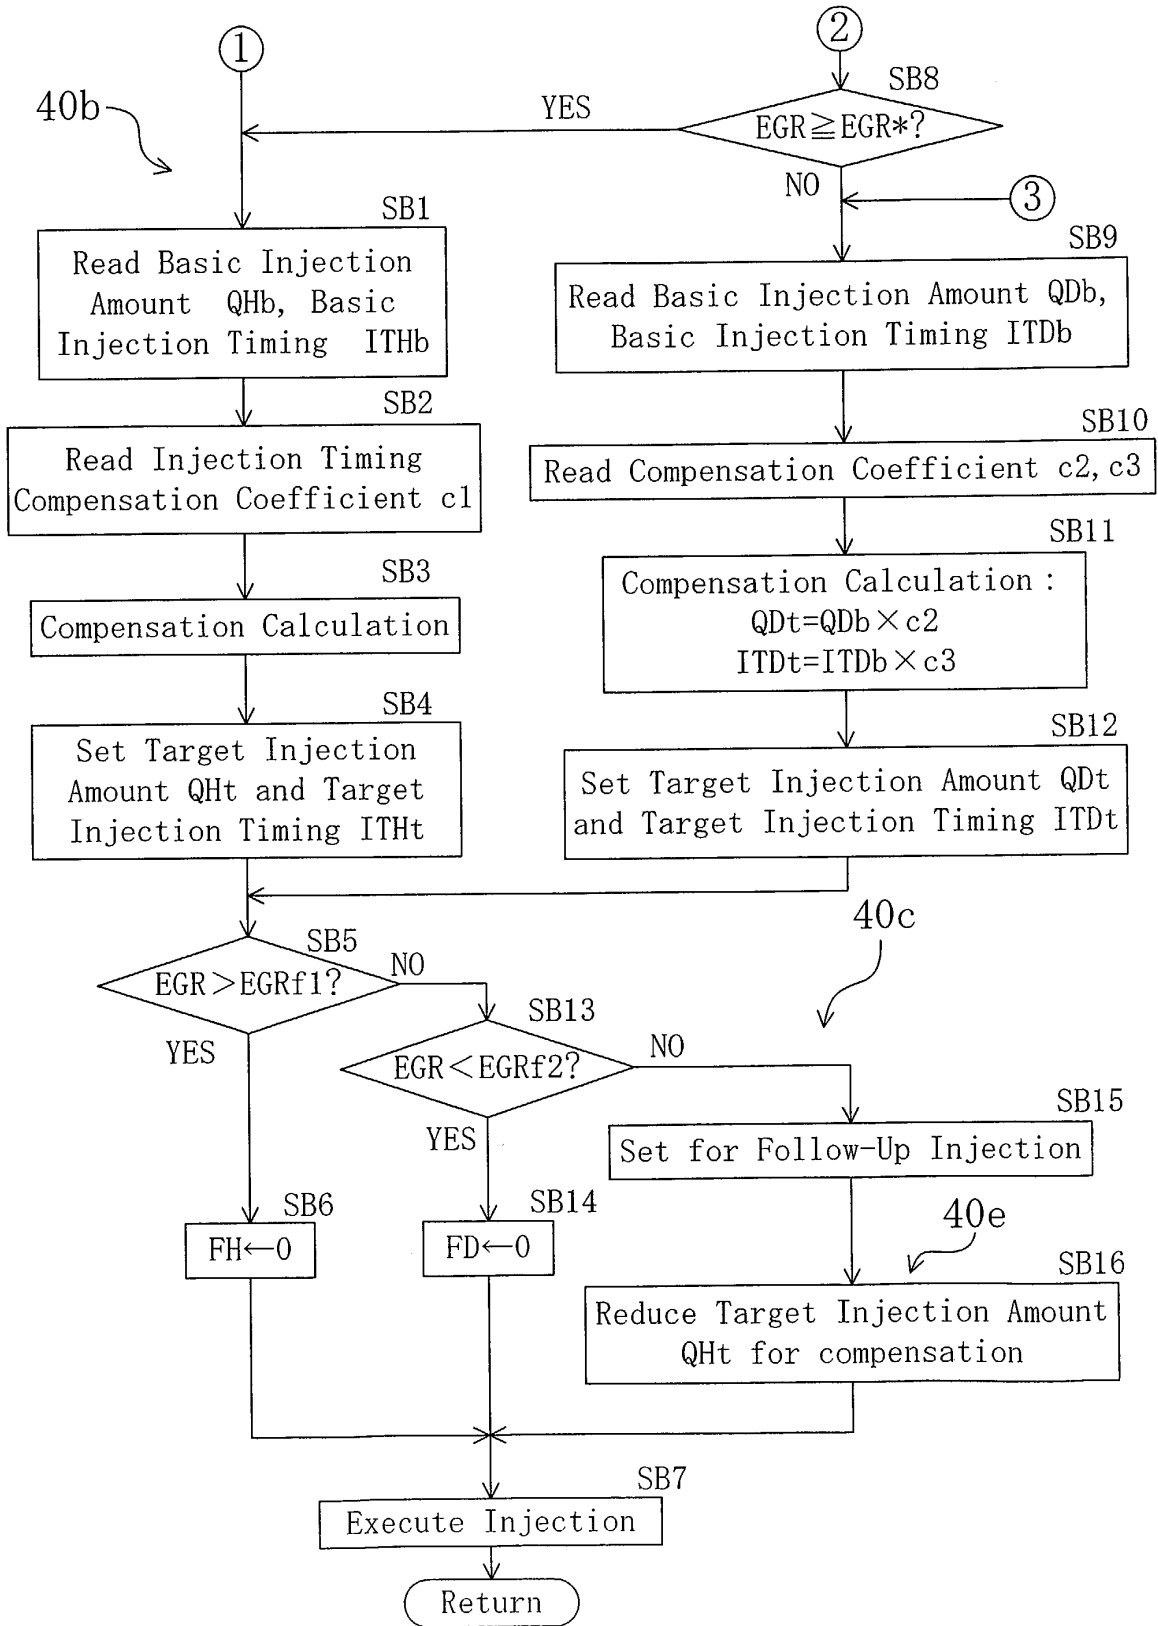 ①
②
40b
SB8
YES
EGR≧EGR*?
NO
③
SB1
Read Basic Injection
Amount QHb, Basic
Injection Timing ITHb
SB9
Read Basic Injection Amount QDb,
Basic Injection Timing ITDb
SB2
Read Injection Timing
Compensation Coefficient c1
SB10
Read Compensation Coefficient c2,c3
SB3
Compensation Calculation
SB11
Compensation Calculation:
QDt=QDb×c2
ITDt=ITDb×c3
SB4
Set Target Injection
Amount QHt and Target
Injection Timing ITHt
SB12
Set Target Injection Amount QDt
and Target Injection Timing ITDt
40c
SB5
EGR>EGRf1?
NO
YES
SB13
EGR<EGRf2?
NO
YES
SB15
Set for Follow-Up Injection
SB6
FH←0
SB14
FD←0
40e
SB16
Reduce Target Injection Amount
QHt for compensation
SB7
Execute Injection
Return